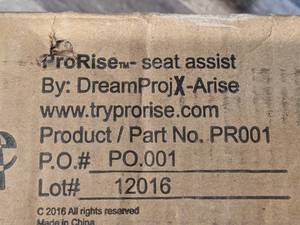 ProRise™- seat assist
By: DreamProjX-Arise
www.tryprorise.com
Product / Part No. PR001
P.O.# PO.001
Lot# 12016
C 2016 All rights reserved
Made in China